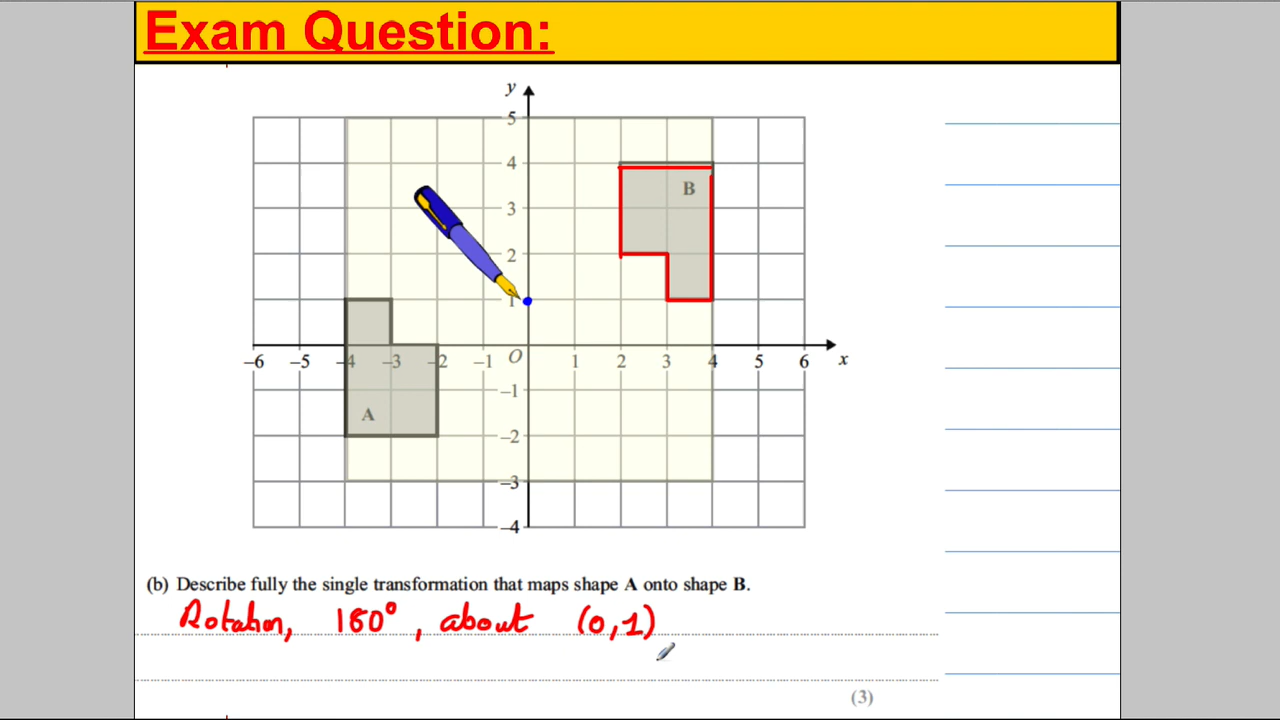 Exam Question:
y
5
4
B
3
2
1
-6 -5 -4 -3 -2 -1 O 1 2 3 4 5 6 x
-1
A
-2
-3
-4
(b) Describe fully the single transformation that maps shape A onto shape B.
Rotation, 180°, about (0,1)
(3)